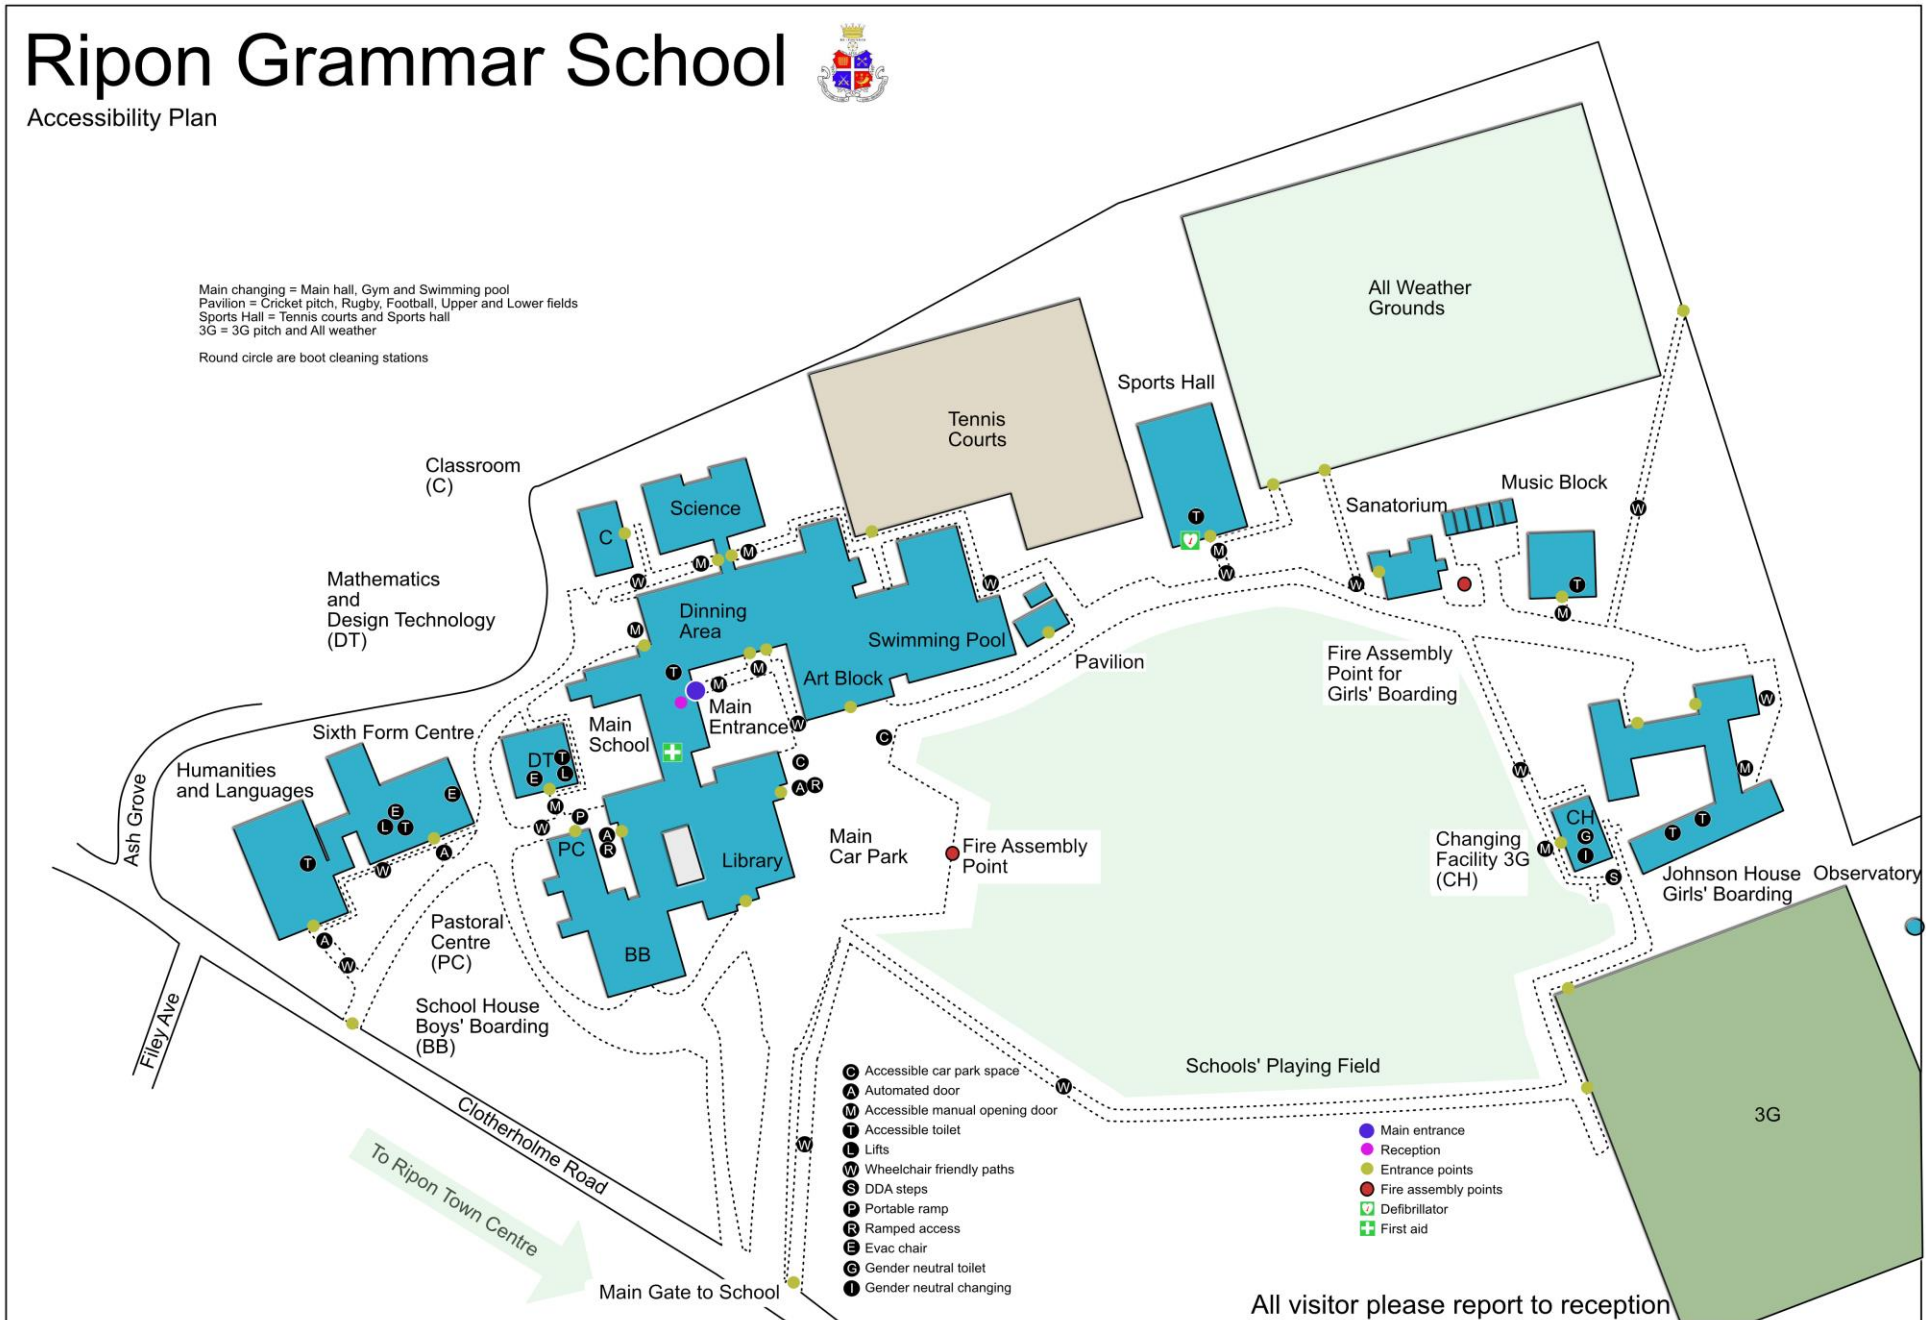 Ripon Grammar School
Accessibility Plan
Main changing = Main hall, Gym and Swimming pool
Pavilion = Cricket pitch, Rugby, Football, Upper and Lower fields
Sports Hall = Tennis courts and Sports hall
3G = 3G pitch and All weather
Round circle are boot cleaning stations
All Weather
Grounds
Sports Hall
Tennis
Courts
Classroom
(C)
Science
C
Music Block
Sanatorium
T
W
M
M
W
M
W
W
W
T
M
Mathematics
and
Design Technology
(DT)
Dinning
Area
M
Swimming Pool
Pavilion
Fire Assembly
Point for
Girls' Boarding
T
M
M
Art Block
Main
Entrance
W
Main
School
C
W
Sixth Form Centre
Humanities
and Languages
Ash Grove
DT
T
E
L
M
P
W
C
A
R
W
M
E
E
L
T
A
W
T
A
W
PC
A
R
Library
Main
Car Park
Fire Assembly
Point
Changing
Facility 3G
(CH)
CH
G
I
M
S
T
T
Johnson House
Girls' Boarding
Observatory
Pastoral
Centre
(PC)
BB
School House
Boys' Boarding
(BB)
Filey Ave
Clotherholme Road
To Ripon Town Centre
Main Gate to School
W
W
Schools' Playing Field
3G
C Accessible car park space
A Automated door
M Accessible manual opening door
T Accessible toilet
L Lifts
W Wheelchair friendly paths
S DDA steps
P Portable ramp
R Ramped access
E Evac chair
G Gender neutral toilet
I Gender neutral changing
Main entrance
Reception
Entrance points
Fire assembly points
Defibrillator
First aid
All visitor please report to reception